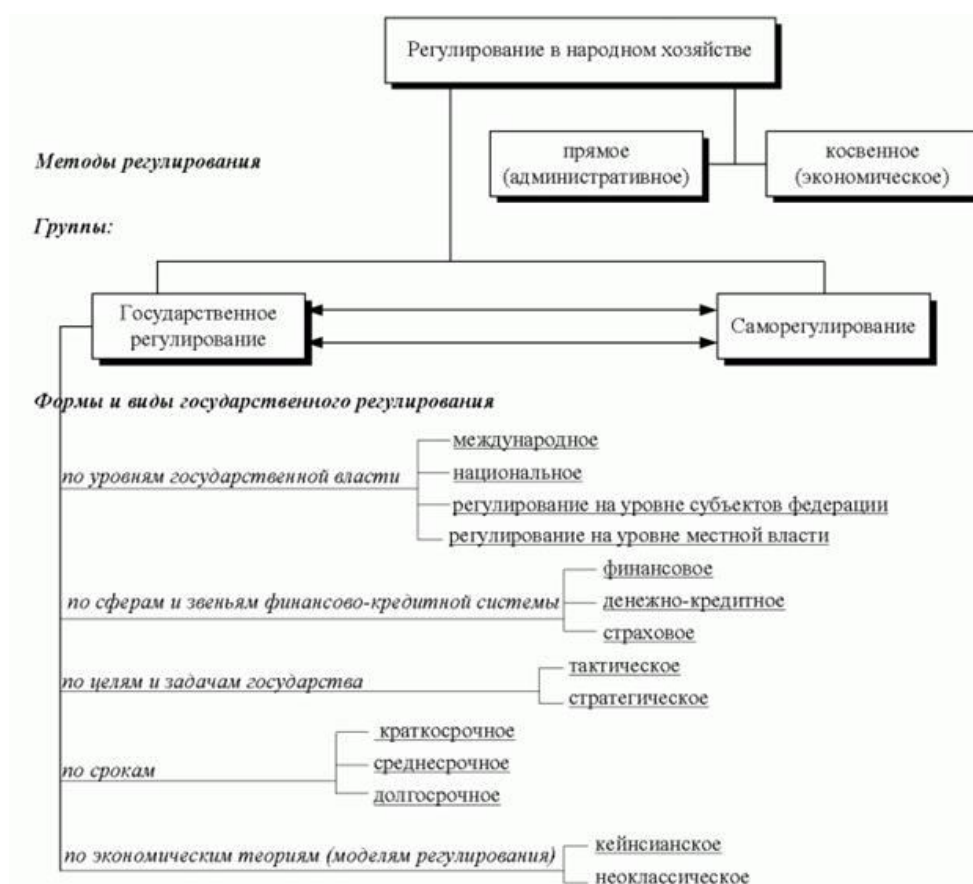 Регулирование в народном хозяйстве
Методы регулирования
прямое
(административное)
косвенное
(экономическое)
Группы:
Государственное
регулирование
Саморегулирование
Формы и виды государственного регулирования
по уровням государственной власти
международное
национальное
регулирование на уровне субъектов федерации
регулирование на уровне местной власти
по сферам и звеньям финансово-кредитной системы
финансовое
денежно-кредитное
страховое
по целям и задачам государства
тактическое
стратегическое
по срокам
краткосрочное
среднесрочное
долгосрочное
по экономическим теориям (моделям регулирования)
кейнсианское
неоклассическое